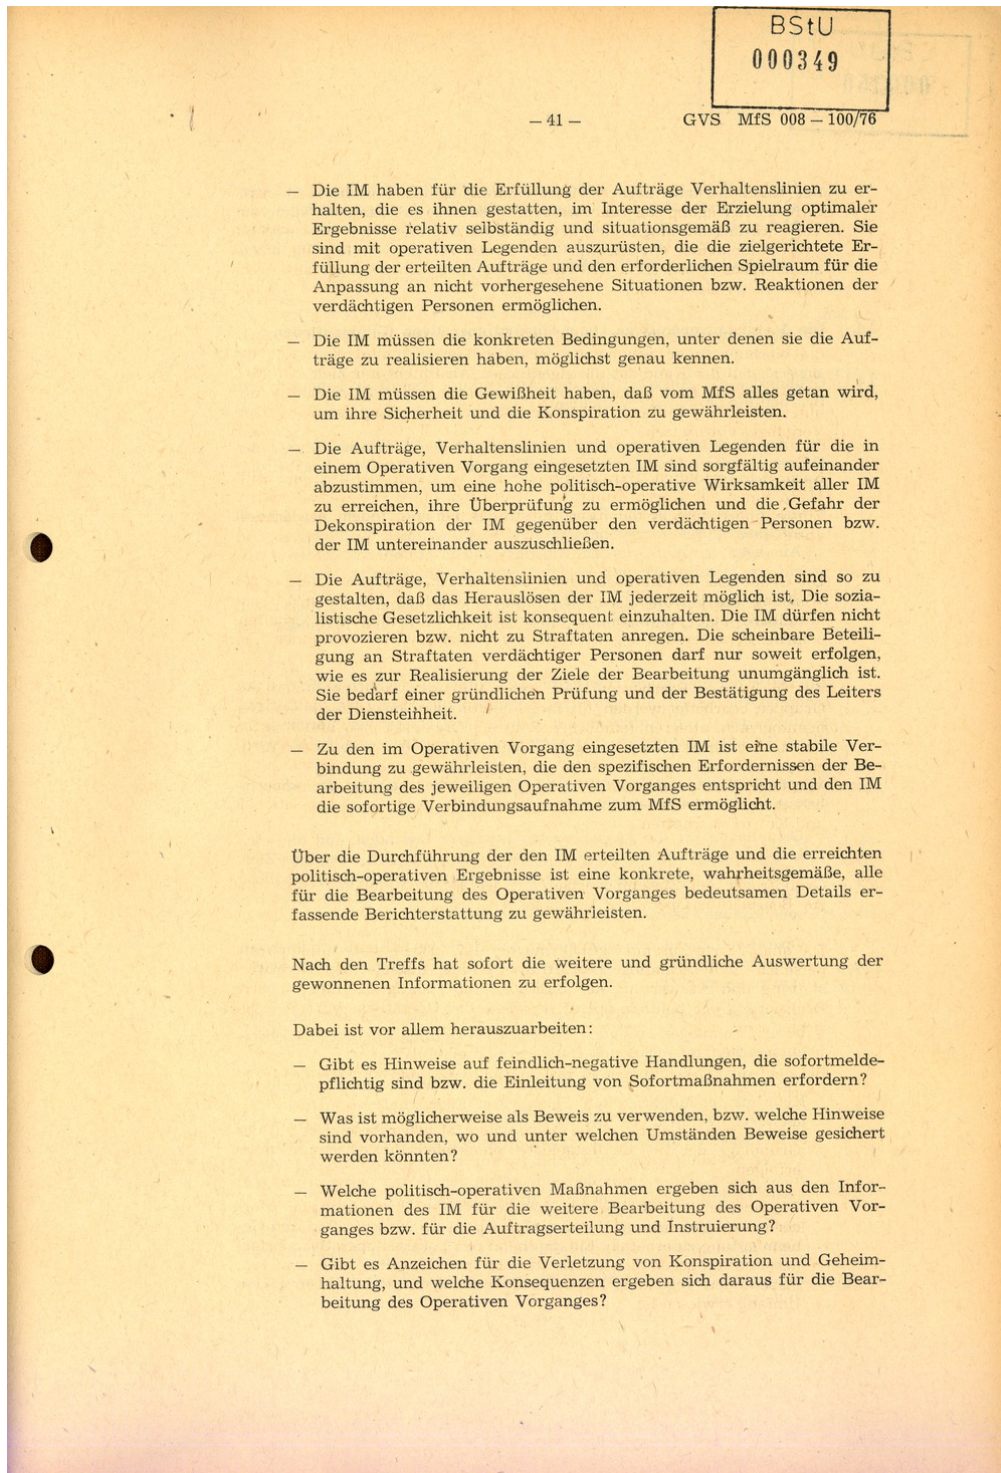 BStU
000349
— 41 —
GVS MfS 008 — 100/76
— Die IM haben für die Erfüllung der Aufträge Verhaltenslinien zu er-
halten, die es ihnen gestatten, im Interesse der Erzielung optimaler
Ergebnisse relativ selbständig und situationsgemäß zu reagieren. Sie
sind mit operativen Legenden auszurüsten, die die zielgerichtete Er-
füllung der erteilten Aufträge und den erforderlichen Spielraum für die
Anpassung an nicht vorhergesehene Situationen bzw. Reaktionen der
verdächtigen Personen ermöglichen.
— Die IM müssen die konkreten Bedingungen, unter denen sie die Auf-
träge zu realisieren haben, möglichst genau kennen.
— Die IM müssen die Gewißheit haben, daß vom MfS alles getan wird,
um ihre Sicherheit und die Konspiration zu gewährleisten.
— Die Aufträge, Verhaltenslinien und operativen Legenden für die in
einem Operativen Vorgang eingesetzten IM sind sorgfältig aufeinander
abzustimmen, um eine hohe politisch-operative Wirksamkeit aller IM
zu erreichen, ihre Überprüfung zu ermöglichen und die Gefahr der
Dekonspiration der IM gegenüber den verdächtigen Personen bzw.
der IM untereinander auszuschließen.
— Die Aufträge, Verhaltenslinien und operativen Legenden sind so zu
gestalten, daß das Herauslösen der IM jederzeit möglich ist. Die sozia-
listische Gesetzlichkeit ist konsequent einzuhalten. Die IM dürfen nicht
provozieren bzw. nicht zu Straftaten anregen. Die scheinbare Beteili-
gung an Straftaten verdächtiger Personen darf nur soweit erfolgen,
wie es zur Realisierung der Ziele der Bearbeitung unumgänglich ist.
Sie bedarf einer gründlichen Prüfung und der Bestätigung des Leiters
der Diensteinheit.
— Zu den im Operativen Vorgang eingesetzten IM ist eine stabile Ver-
bindung zu gewährleisten, die den spezifischen Erfordernissen der Be-
arbeitung des jeweiligen Operativen Vorganges entspricht und den IM
die sofortige Verbindungsaufnahme zum MfS ermöglicht.
Über die Durchführung der den IM erteilten Aufträge und die erreichten
politisch-operativen Ergebnisse ist eine konkrete, wahrheitsgemäße, alle
für die Bearbeitung des Operativen Vorganges bedeutsamen Details er-
fassende Berichterstattung zu gewährleisten.
Nach den Treffs hat sofort die weitere und gründliche Auswertung der
gewonnenen Informationen zu erfolgen.
Dabei ist vor allem herauszuarbeiten:
— Gibt es Hinweise auf feindlich-negative Handlungen, die sofortmelde-
pflichtig sind bzw. die Einleitung von Sofortmaßnahmen erfordern?
— Was ist möglicherweise als Beweis zu verwenden, bzw. welche Hinweise
sind vorhanden, wo und unter welchen Umständen Beweise gesichert
werden könnten?
— Welche politisch-operativen Maßnahmen ergeben sich aus den Infor-
mationen des IM für die weitere Bearbeitung des Operativen Vor-
ganges bzw. für die Auftragserteilung und Instruierung?
— Gibt es Anzeichen für die Verletzung von Konspiration und Geheim-
haltung, und welche Konsequenzen ergeben sich daraus für die Bear-
beitung des Operativen Vorganges?